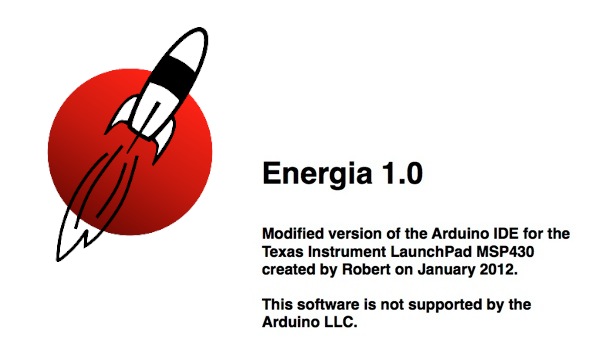 Energia 1.0
Modified version of the Arduino IDE for the
Texas Instrument LaunchPad MSP430
created by Robert on January 2012.
This software is not supported by the
Arduino LLC.